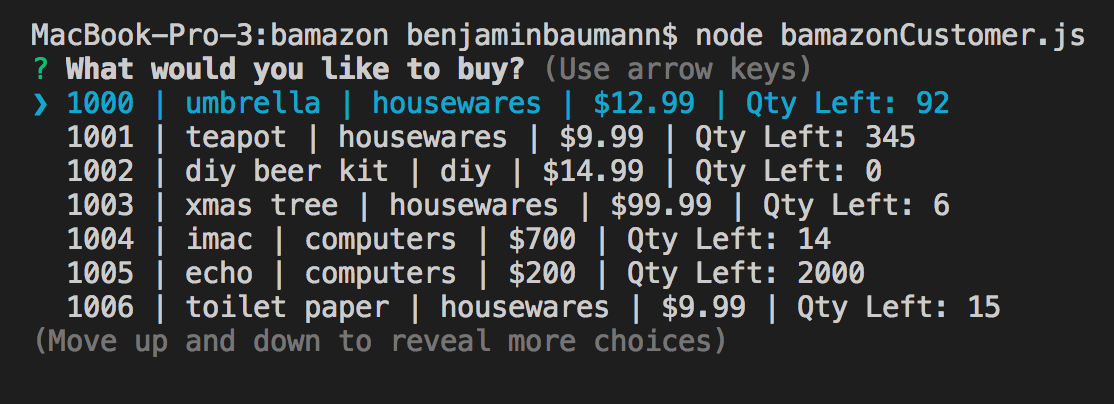 MacBook-Pro-3:bamazon benjaminbaumann$ node bamazonCustomer.js
? What would you like to buy? (Use arrow keys)
❯ 1000 | umbrella | housewares | $12.99 | Qty Left: 92
1001 | teapot | housewares | $9.99 | Qty Left: 345
1002 | diy beer kit | diy | $14.99 | Qty Left: 0
1003 | xmas tree | housewares | $99.99 | Qty Left: 6
1004 | imac | computers | $700 | Qty Left: 14
1005 | echo | computers | $200 | Qty Left: 2000
1006 | toilet paper | housewares | $9.99 | Qty Left: 15
(Move up and down to reveal more choices)